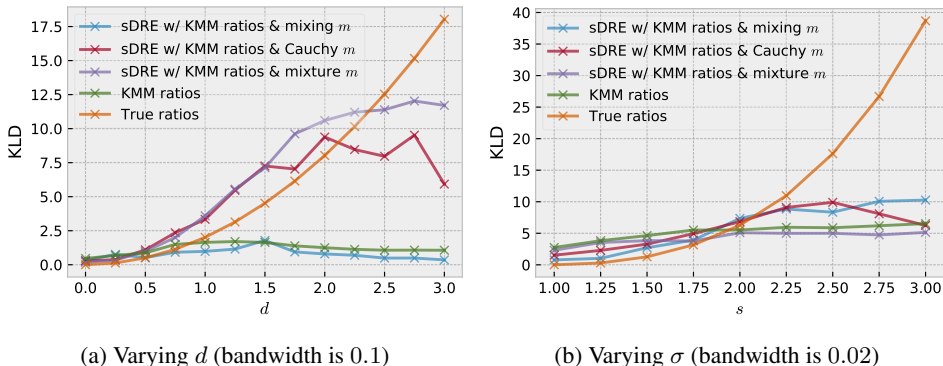 17.5
15.0
12.5
10.0
7.5
5.0
2.5
0.0
KLD
sDRE w/ KMM ratios & mixing m
sDRE w/ KMM ratios & Cauchy m
sDRE w/ KMM ratios & mixture m
KMM ratios
True ratios
0.0 0.5 1.0 1.5 2.0 2.5 3.0
d
(a) Varying d (bandwidth is 0.1)
40
35
30
25
20
15
10
5
0
KLD
sDRE w/ KMM ratios & mixing m
sDRE w/ KMM ratios & Cauchy m
sDRE w/ KMM ratios & mixture m
KMM ratios
True ratios
1.00 1.25 1.50 1.75 2.00 2.25 2.50 2.75 3.00
s
(b) Varying σ (bandwidth is 0.02)